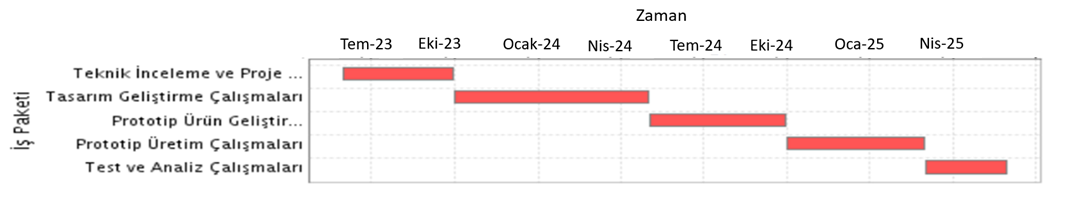 Zaman
Tem-23 Eki-23 Ocak-24 Nis-24 Tem-24 Eki-24 Oca-25 Nis-25
İş Paketi
Teknik İnceleme ve Proje ...
Tasarım Geliştirme Çalışmaları
Prototip Ürün Geliştir...
Prototip Üretim Çalışmaları
Test ve Analiz Çalışmaları